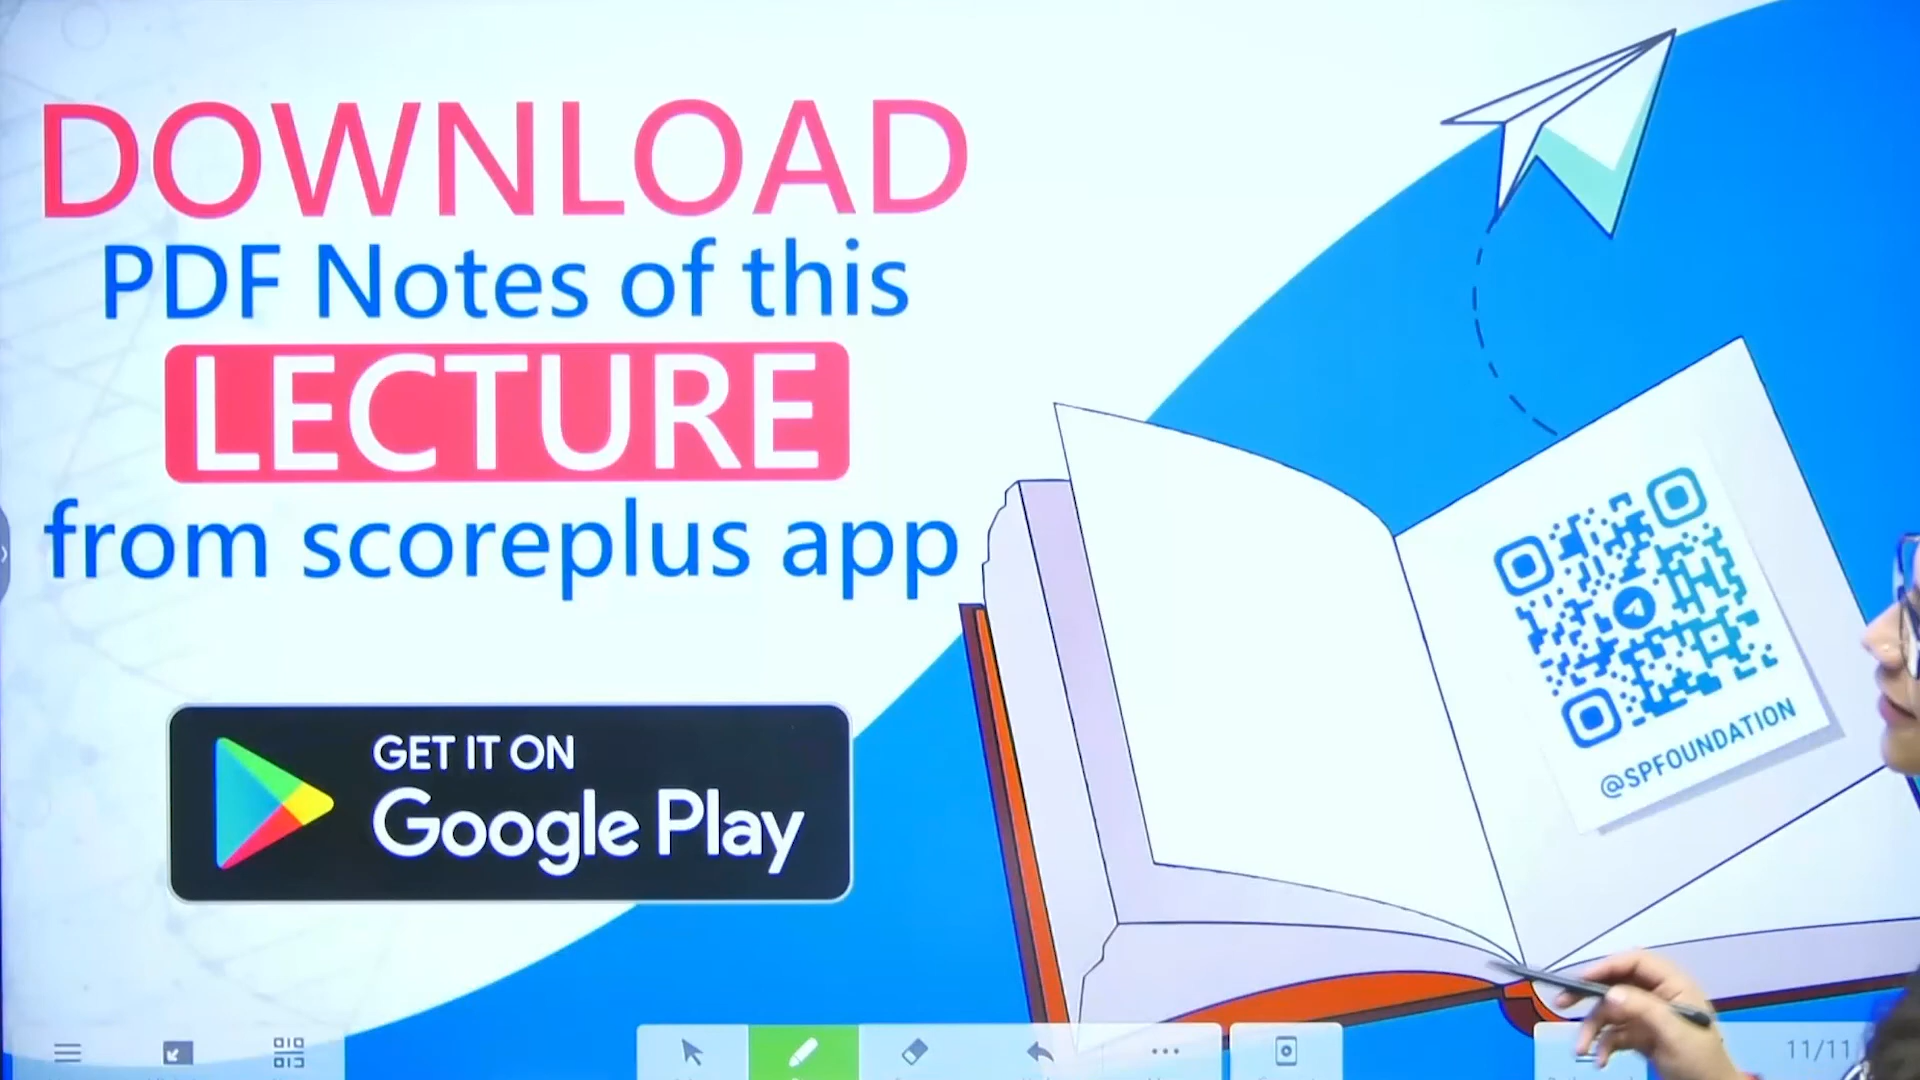 DOWNLOAD
PDF Notes of this
LECTURE
from scoreplus app
GET IT ON
Google Play
@SPFOUNDATION
11/11